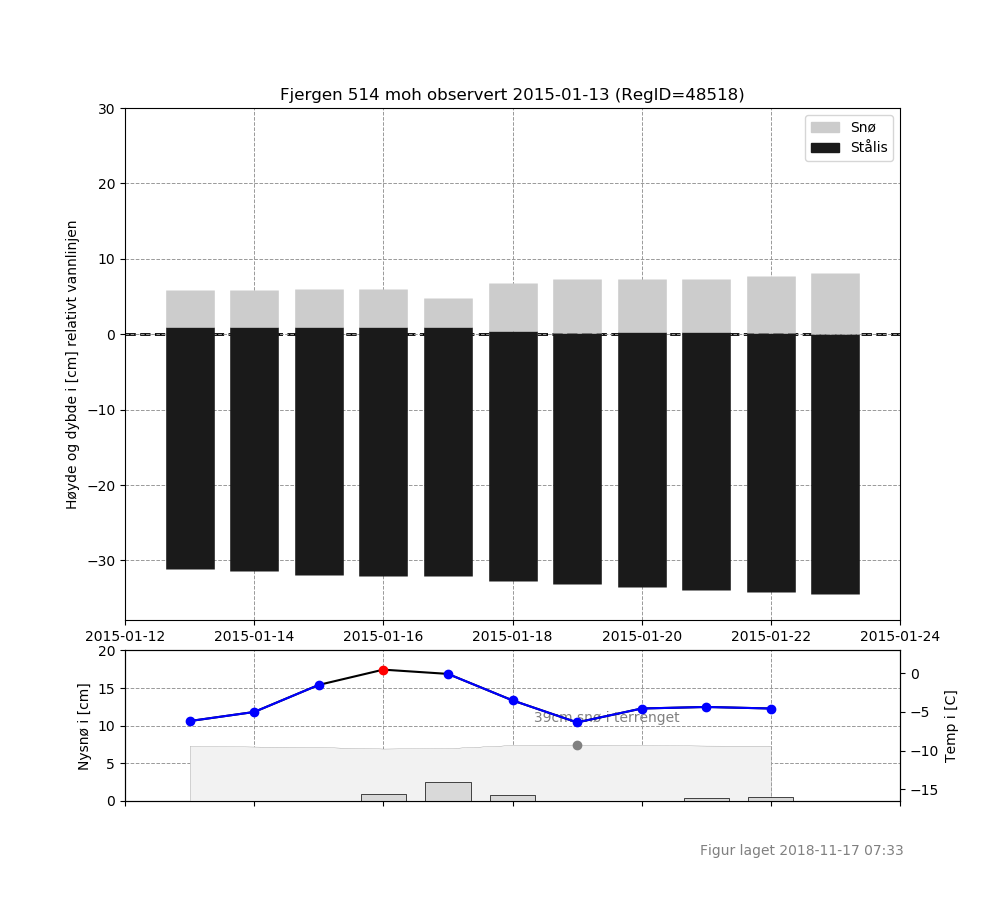 Fjergen 514 moh observert 2015-01-13 (RegID=48518)
Snø
Stålis
Høyde og dybde i [cm] relativt vannlinjen
30
20
10
0
−10
−20
−30
2015-01-12 2015-01-14 2015-01-16 2015-01-18 2015-01-20 2015-01-22 2015-01-24
Nysnø i [cm]
20
15
10
5
0
39cm snø i terrenget
0
−5
−10
−15
Temp i [C]
Figur laget 2018-11-17 07:33